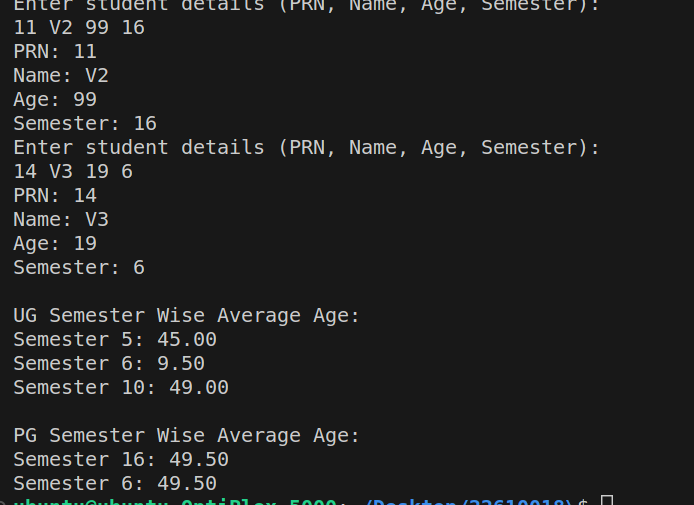 Enter student details (PRN, Name, Age, Semester):
11 V2 99 16
PRN: 11
Name: V2
Age: 99
Semester: 16
Enter student details (PRN, Name, Age, Semester):
14 V3 19 6
PRN: 14
Name: V3
Age: 19
Semester: 6
UG Semester Wise Average Age:
Semester 5: 45.00
Semester 6: 9.50
Semester 10: 49.00
PG Semester Wise Average Age:
Semester 16: 49.50
Semester 6: 49.50
ubuntu@ubuntu-OptiPlex-5000: /Desktop/22610018)$